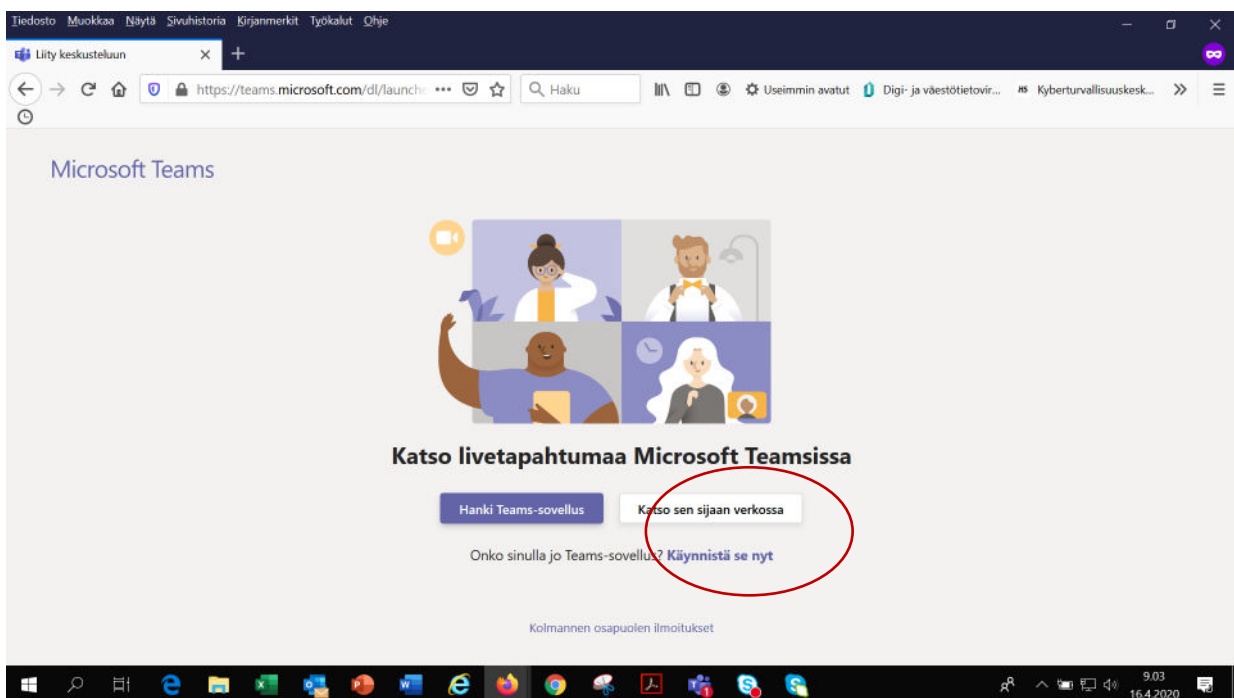 Tiedosto Muokkaa Näytä Sivuhistoria Kirjanmerkit Työkalut Ohje
Liity keskusteluun
https://teams.microsoft.com/dl/launche
Haku
Useimmin avatut
Digi- ja väestötietovir...
Kyberturvallisuuskesk...
Microsoft Teams
Katso livetapahtumaa Microsoft Teamsissa
Hanki Teams-sovellus
Katso sen sijaan verkossa
Onko sinulla jo Teams-sovellus? Käynnistä se nyt
Kolmannen osapuolen ilmoitukset
9.03
16.4.2020